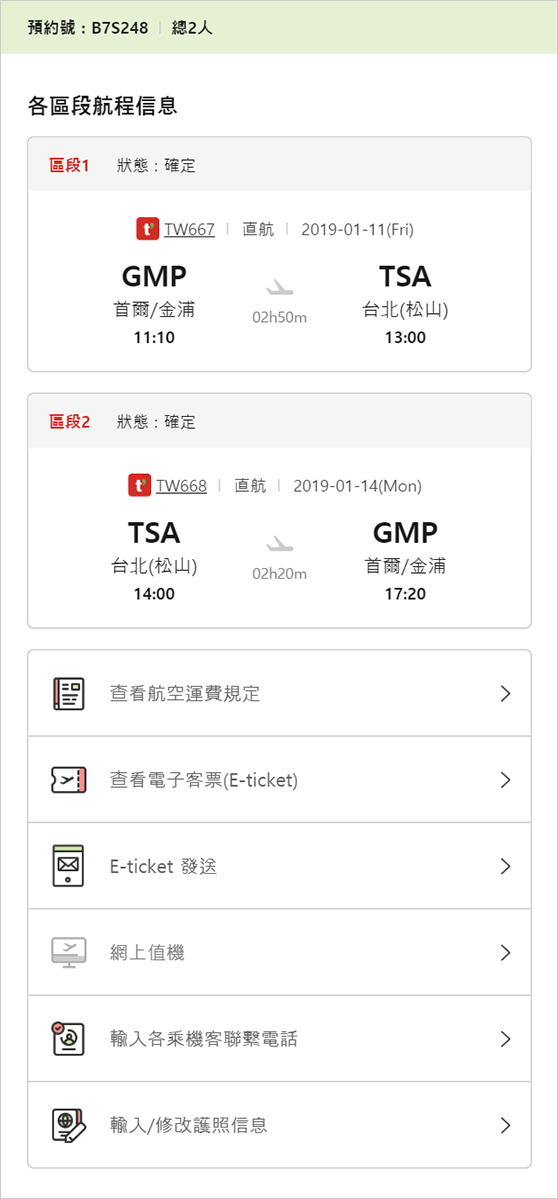 預約號：B7S248 | 總2人
各區段航程信息
區段1 狀態：確定
t' TW667 | 直航 | 2019-01-11(Fri)
GMP TSA
首爾/金浦 台北(松山)
02h50m
11:10 13:00
區段2 狀態：確定
t' TW668 | 直航 | 2019-01-14(Mon)
TSA GMP
台北(松山) 首爾/金浦
02h20m
14:00 17:20
查看航空運費規定
查看電子客票(E-ticket)
E-ticket 發送
網上值機
輸入各乘機客聯繫電話
輸入/修改護照信息